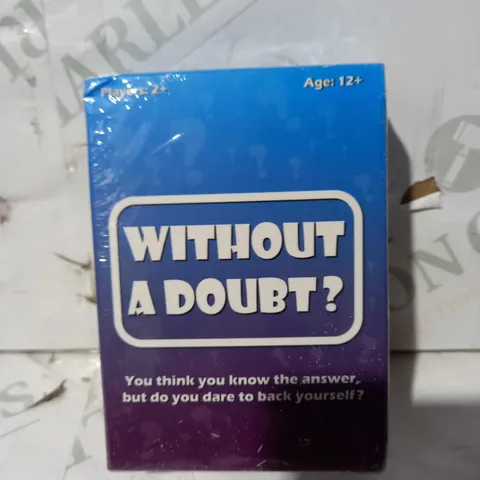 Players: 2+
Age: 12+
WITHOUT
A DOUBT?
You think you know the answer,
but do you dare to back yourself?